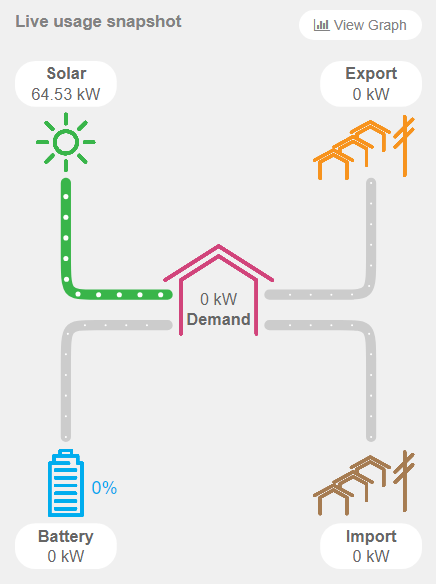 Live usage snapshot
View Graph
Solar
64.53 kW
Export
0 kW
0 kW
Demand
0%
Battery
0 kW
Import
0 kW